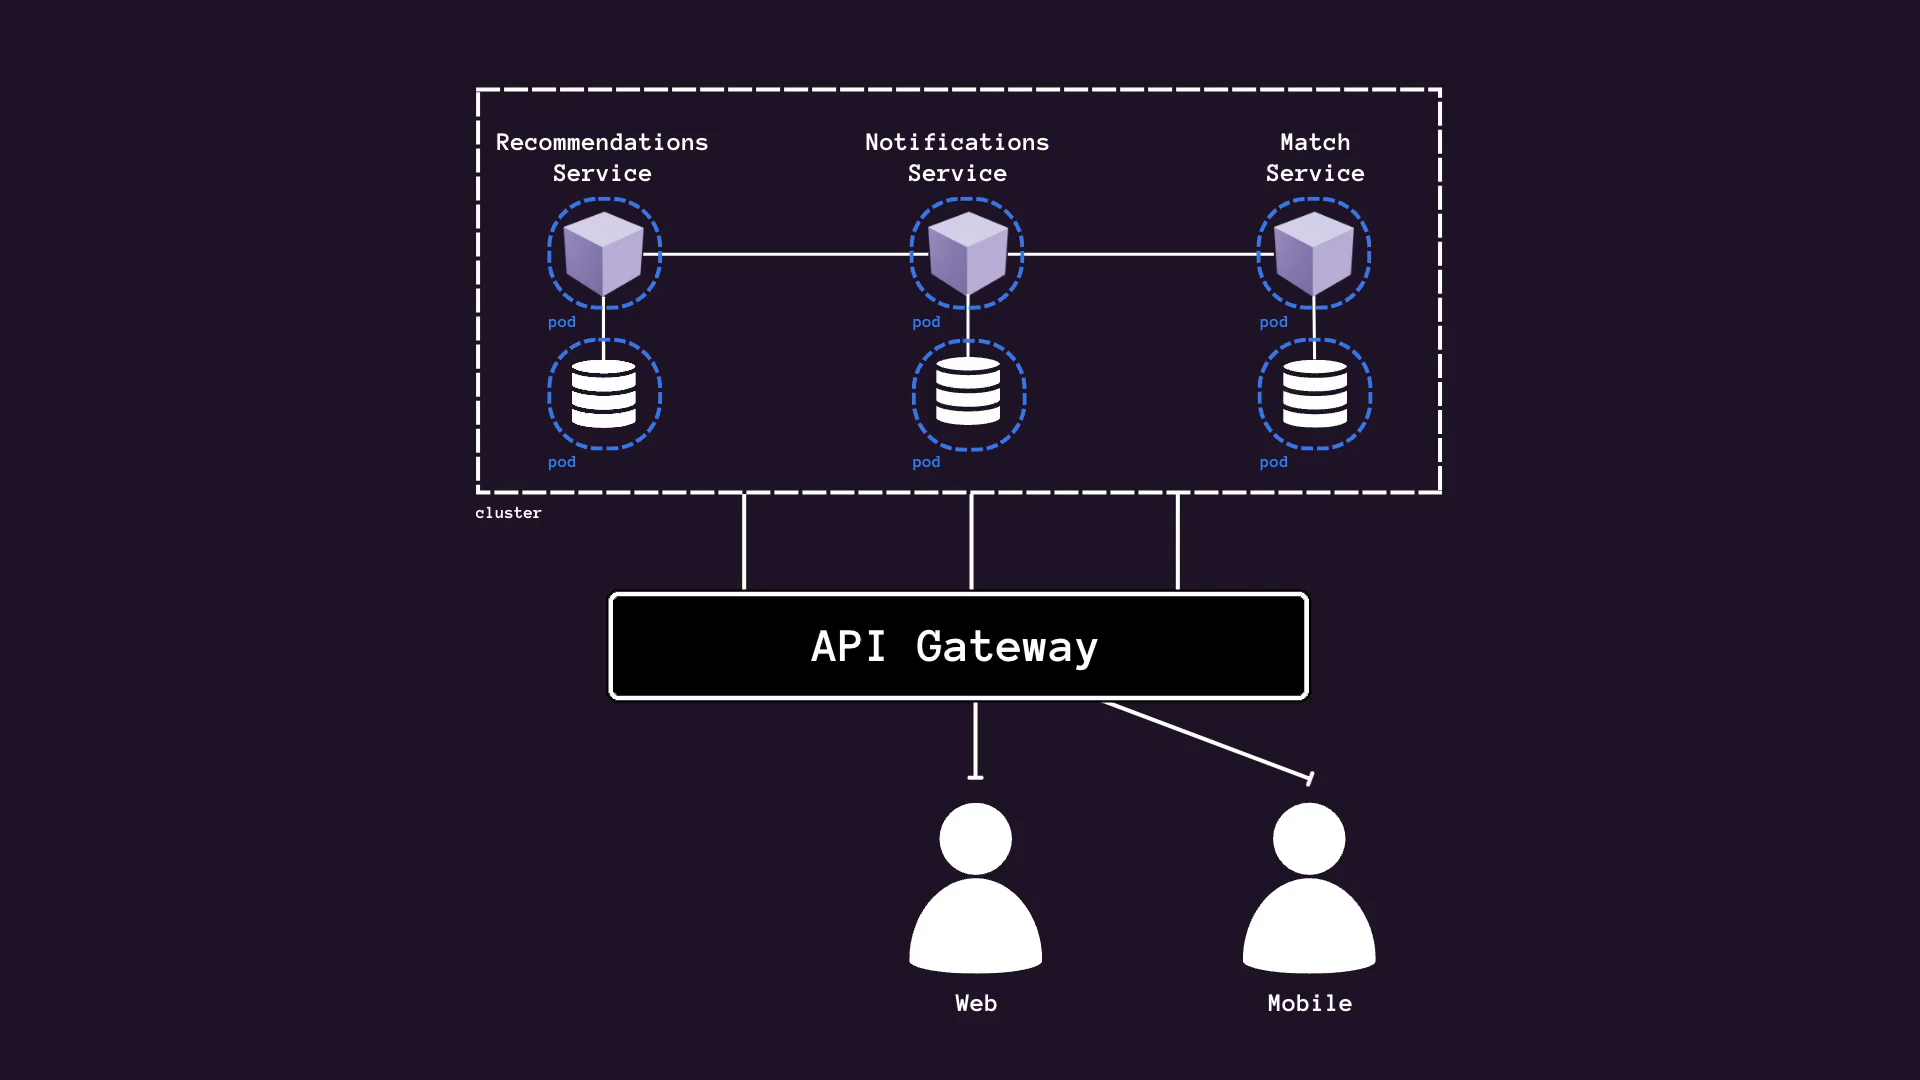 Recommendations
Service
Notifications
Service
Match
Service
pod
pod
pod
pod
pod
pod
cluster
API Gateway
Web
Mobile